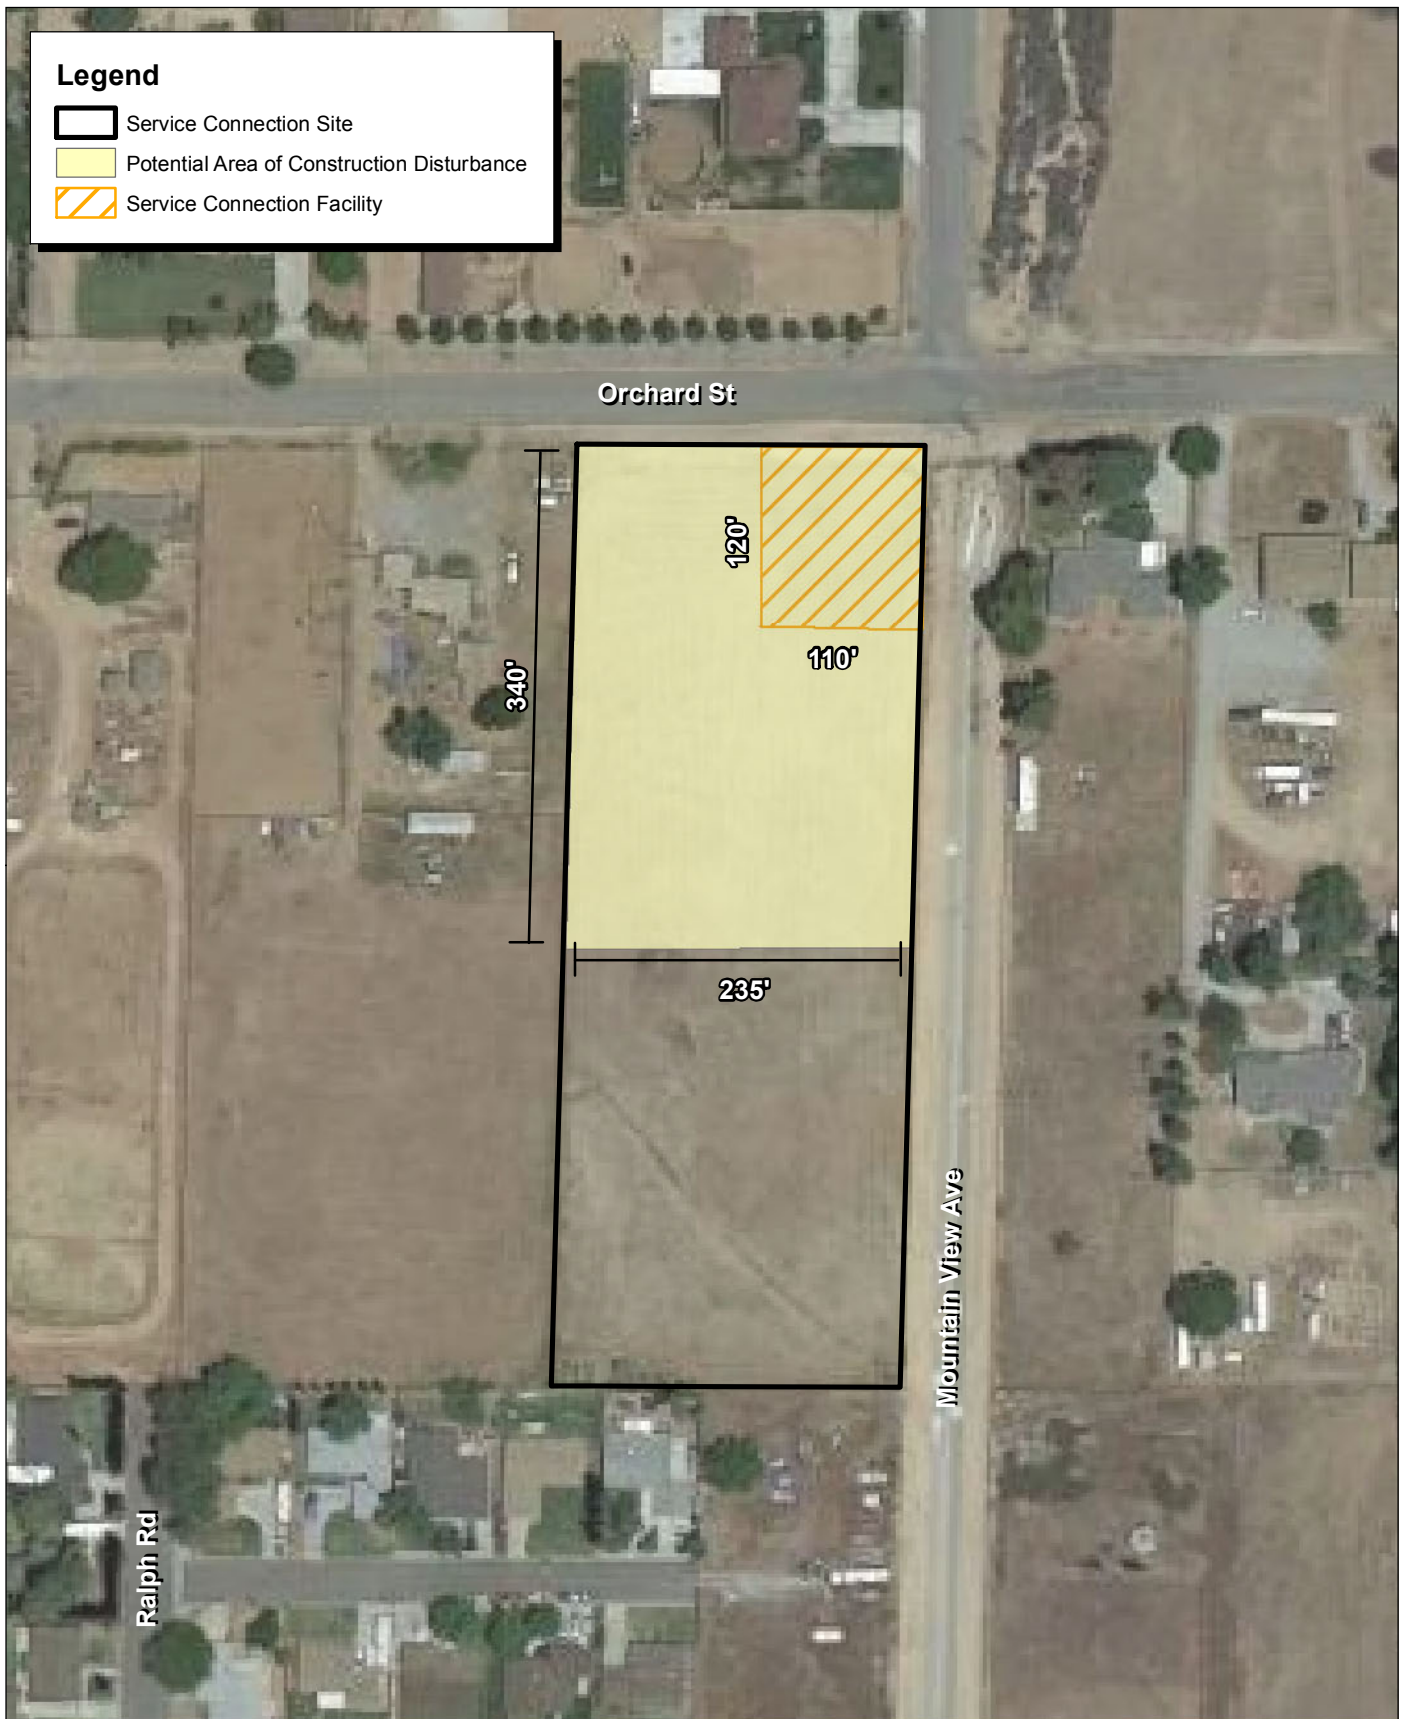 Legend
Service Connection Site
Potential Area of Construction Disturbance
Service Connection Facility
Orchard St
120'
110'
340'
235'
Mountain View Ave
Ralph Rd